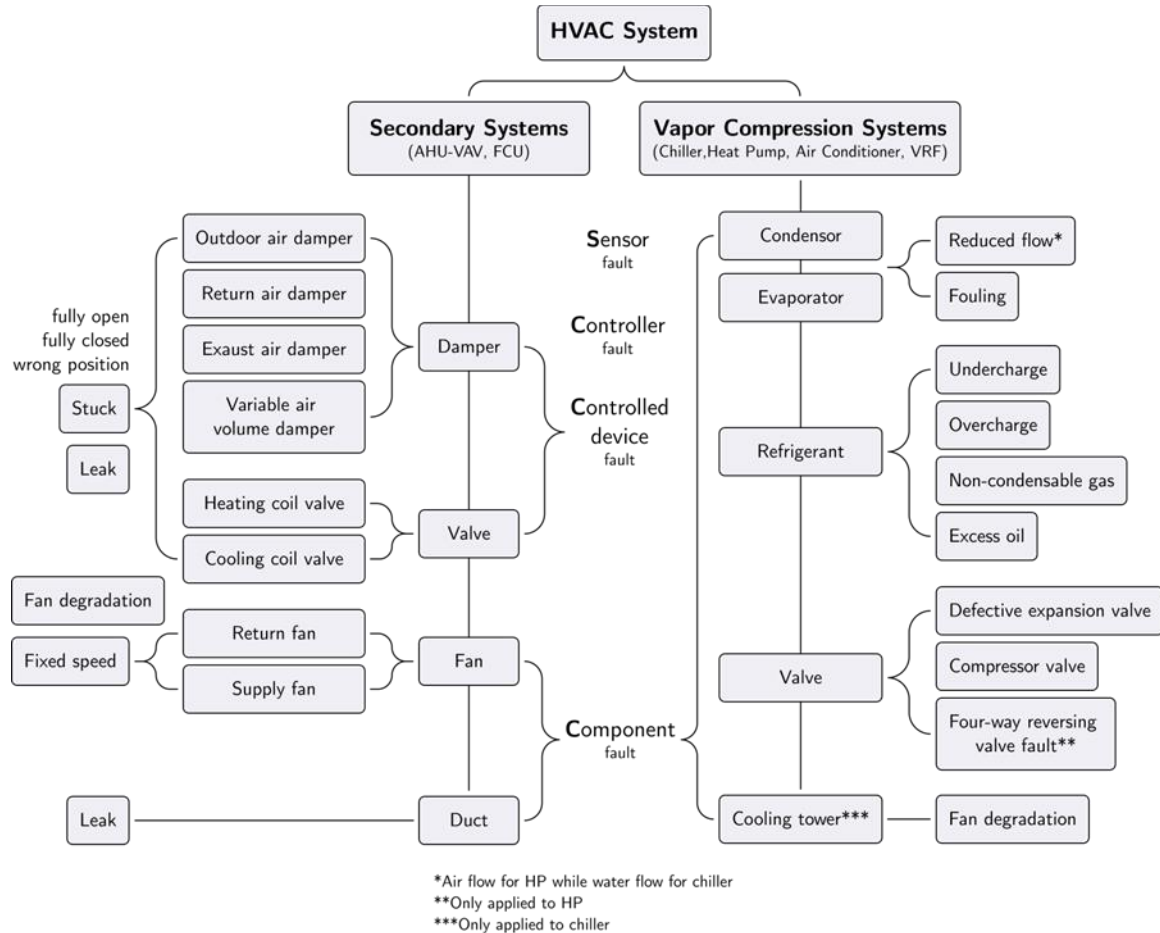 HVAC System
Secondary Systems
(AHU-VAV, FCU)
Vapor Compression Systems
(Chiller,Heat Pump, Air Conditioner, VRF)
fully open
fully closed
wrong position
Stuck
Leak
Outdoor air damper
Return air damper
Exaust air damper
Variable air
volume damper
Heating coil valve
Cooling coil valve
Damper
Valve
Fan degradation
Fixed speed
Return fan
Supply fan
Fan
Leak
Duct
Sensor
fault
Controller
fault
Controlled
device
fault
Component
fault
Condensor
Evaporator
Reduced flow*
Fouling
Refrigerant
Undercharge
Overcharge
Non-condensable gas
Excess oil
Valve
Defective expansion valve
Compressor valve
Four-way reversing
valve fault**
Cooling tower***
Fan degradation
*Air flow for HP while water flow for chiller
**Only applied to HP
***Only applied to chiller